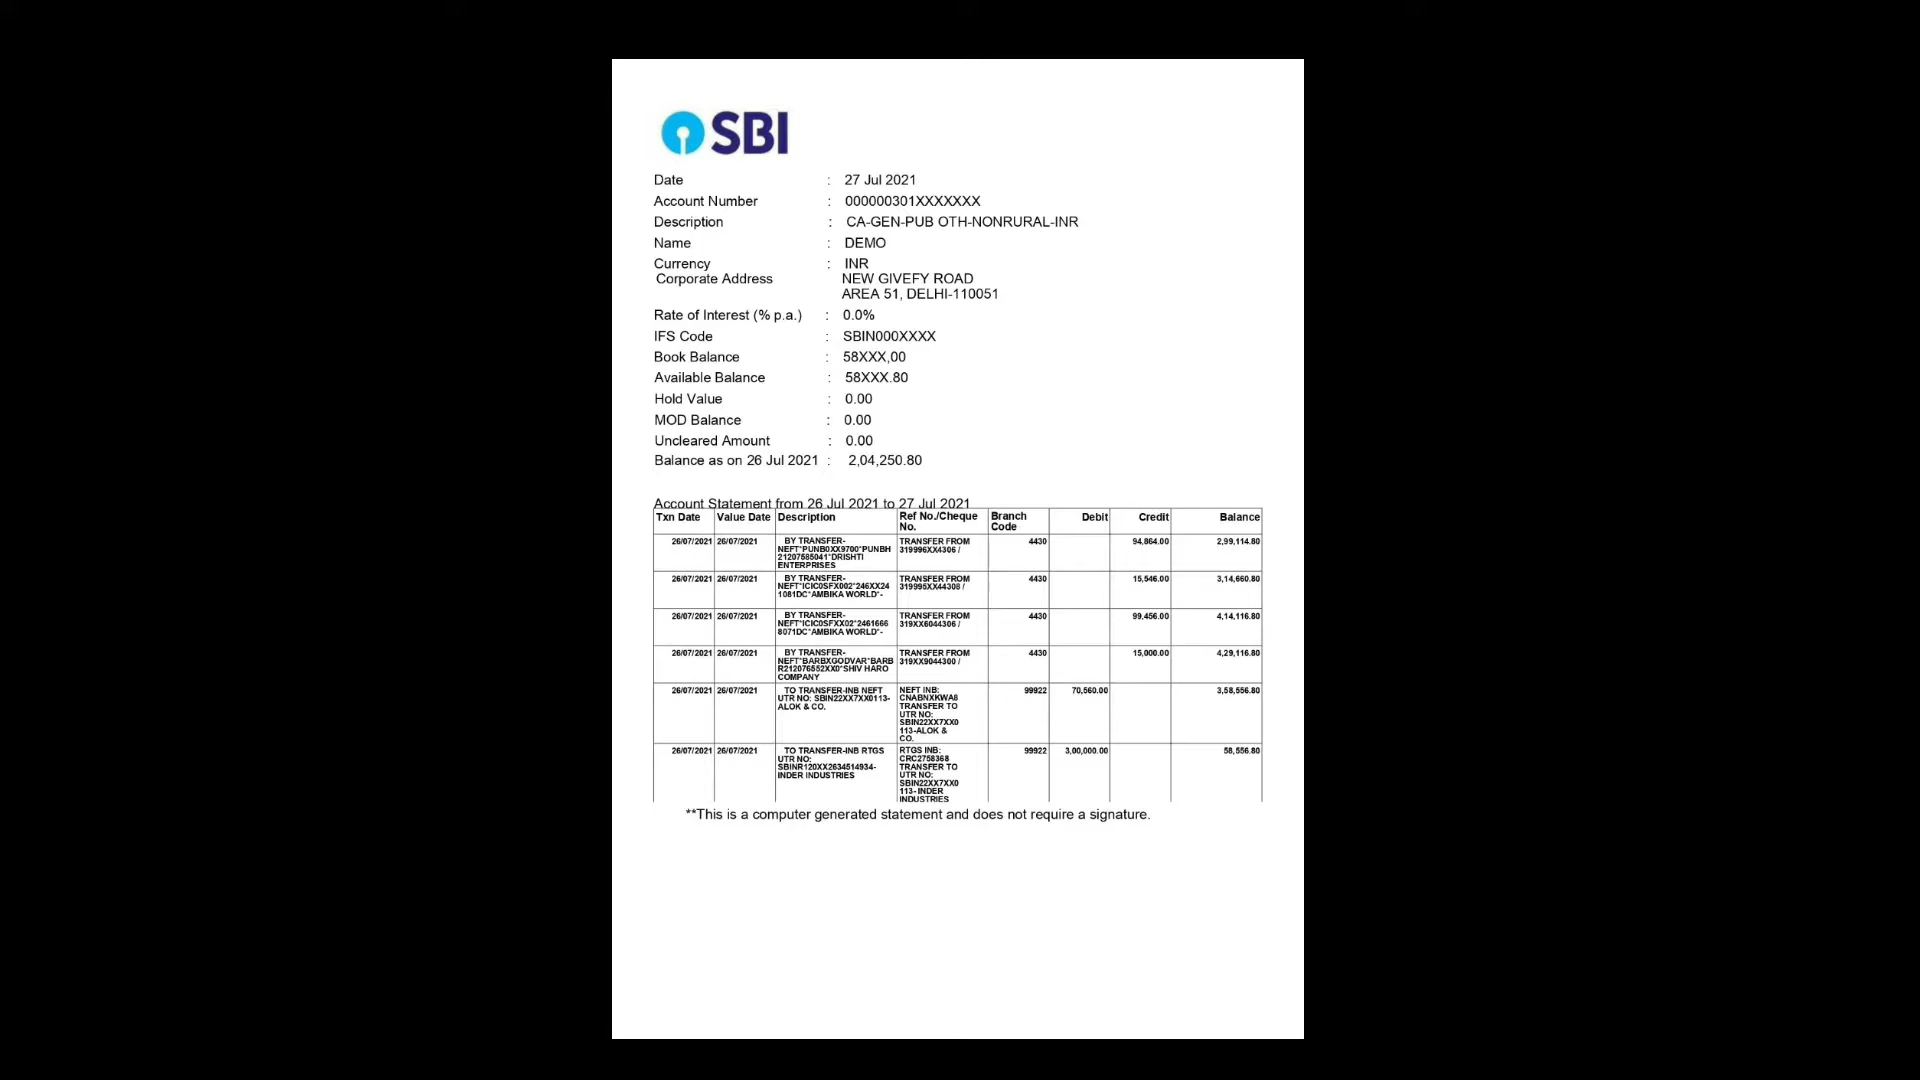 SBI
Date : 27 Jul 2021
Account Number : 000000301XXXXXXX
Description : CA-GEN-PUB OTH-NONRURAL-INR
Name : DEMO
Currency : INR
Corporate Address NEW GIVEFY ROAD
AREA 51, DELHI-110051
Rate of Interest (% p.a.) : 0.0%
IFS Code : SBIN000XXXX
Book Balance : 58XXX,00
Available Balance : 58XXX.80
Hold Value : 0.00
MOD Balance : 0.00
Uncleared Amount : 0.00
Balance as on 26 Jul 2021 : 2,04,250.80
Account Statement from 26 Jul 2021 to 27 Jul 2021
Txn Date Value Date Description Ref No./Cheque No. Branch Code Debit Credit Balance
26/07/2021 26/07/2021 BY TRANSFER- TRANSFER FROM 4430 94,864.00 2,99,114.80
NEFT*PUNB0XX9700*PUNBH 319996XX4306 /
21207585041*DRISHTI
ENTERPRISES
26/07/2021 26/07/2021 BY TRANSFER- TRANSFER FROM 4430 15,546.00 3,14,660.80
NEFT*ICIC0SFX002*246XX24 319995XX44308 /
1081DC*AMBIKA WORLD*-
26/07/2021 26/07/2021 BY TRANSFER- TRANSFER FROM 4430 99,456.00 4,14,116.80
NEFT*ICIC0SFXX02*2461666 319XX6044306 /
8071DC*AMBIKA WORLD*-
26/07/2021 26/07/2021 BY TRANSFER- TRANSFER FROM 4430 15,000.00 4,29,116.80
NEFT*BARBXGODVAR*BARB 319XX9044300 /
R212076552XX0*SHIV HARO
COMPANY
26/07/2021 26/07/2021 TO TRANSFER-INB NEFT NEFT INB: 99922 70,560.00 3,58,556.80
UTR NO: SBIN22XX7XX0113- CNABNXKWA8
ALOK & CO. TRANSFER TO
UTR NO:
SBIN22XX7XX0
113-ALOK &
CO.
26/07/2021 26/07/2021 TO TRANSFER-INB RTGS RTGS INB: 99922 3,00,000.00 58,556.80
UTR NO: CRC2758368
SBINR120XX2634514934- TRANSFER TO
INDER INDUSTRIES UTR NO:
SBIN22XX7XX0
113- INDER
INDUSTRIES
**This is a computer generated statement and does not require a signature.